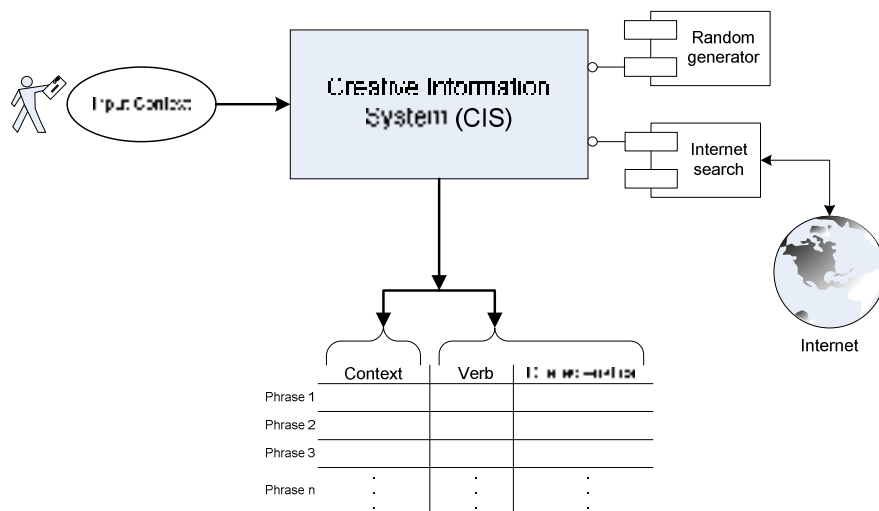 Random
generator
Creative Information
System (CIS)
Input Context
Internet
search
Internet
Context Verb
Phrase 1
Phrase 2
Phrase 3
Phrase n